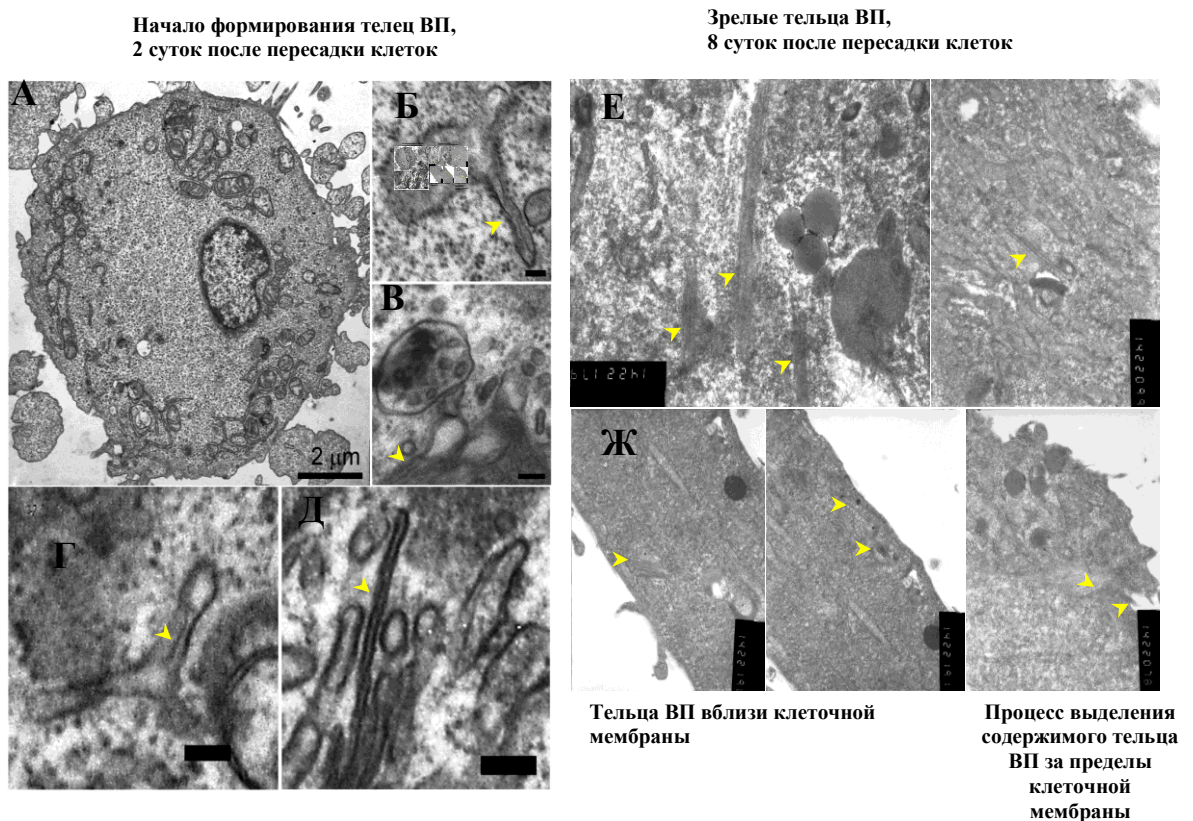 Начало формирования телец ВП,
2 суток после пересадки клеток
Зрелые тельца ВП,
8 суток после пересадки клеток
А
Б
В
2 μm
Г
Д
Е
Ж
Тельца ВП вблизи клеточной
мембраны
Процесс выделения
содержимого тельца
ВП за пределы
клеточной
мембраны